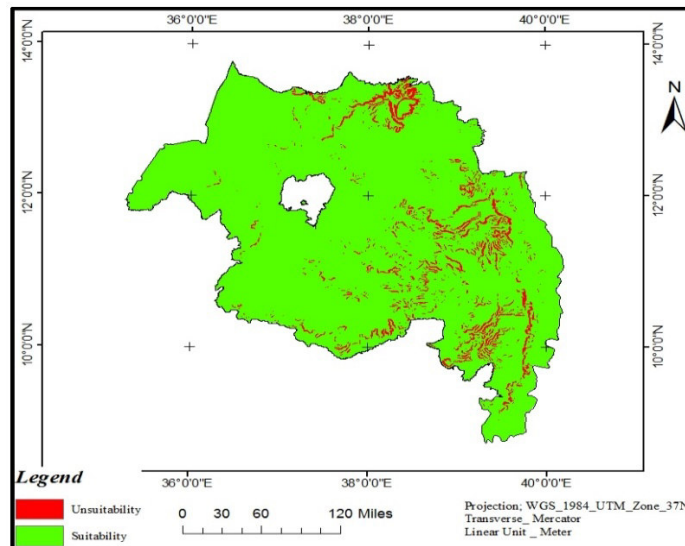 36°0'0"E 38°0'0"E 40°0'0"E
14°0'0"N 14°0'0"N
N
12°0'0"N 12°0'0"N
10°0'0"N 10°0'0"N
Legend
36°0'0"E 38°0'0"E 40°0'0"E
Unsuitability
Suitability
0 30 60 120 Miles
Projection; WGS_1984_UTM_Zone_37N
Transverse_ Mercator
Linear Unit _ Meter